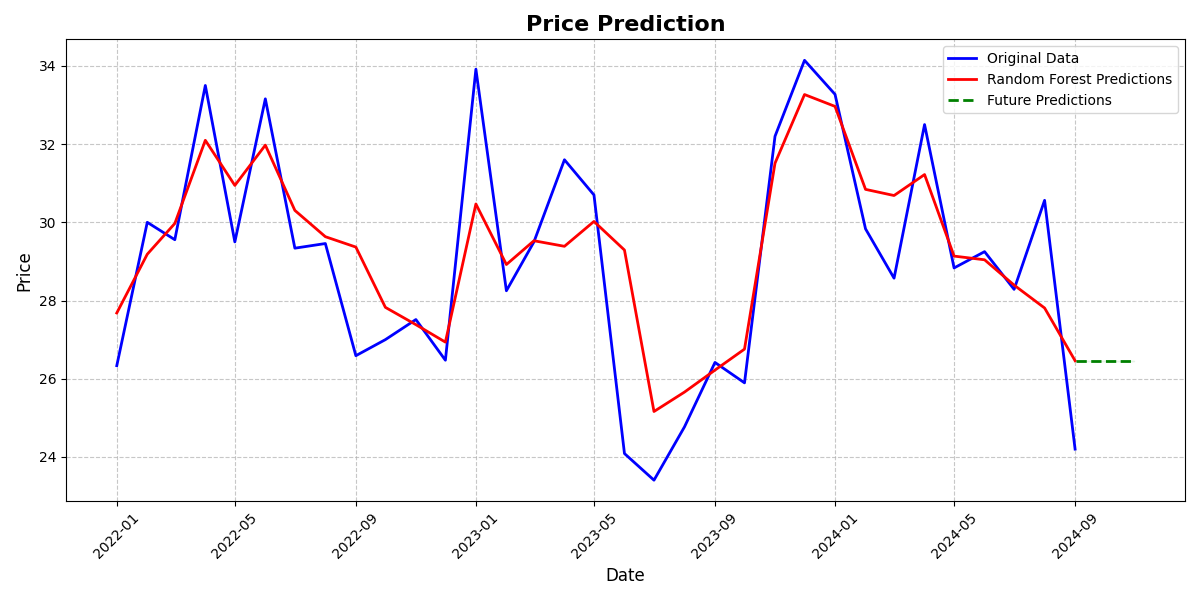 Price Prediction
Original Data
Random Forest Predictions
Future Predictions
34
32
30
28
26
24
Price
2022-01
2022-05
2022-09
2023-01
2023-05
2023-09
2024-01
2024-05
2024-09
Date